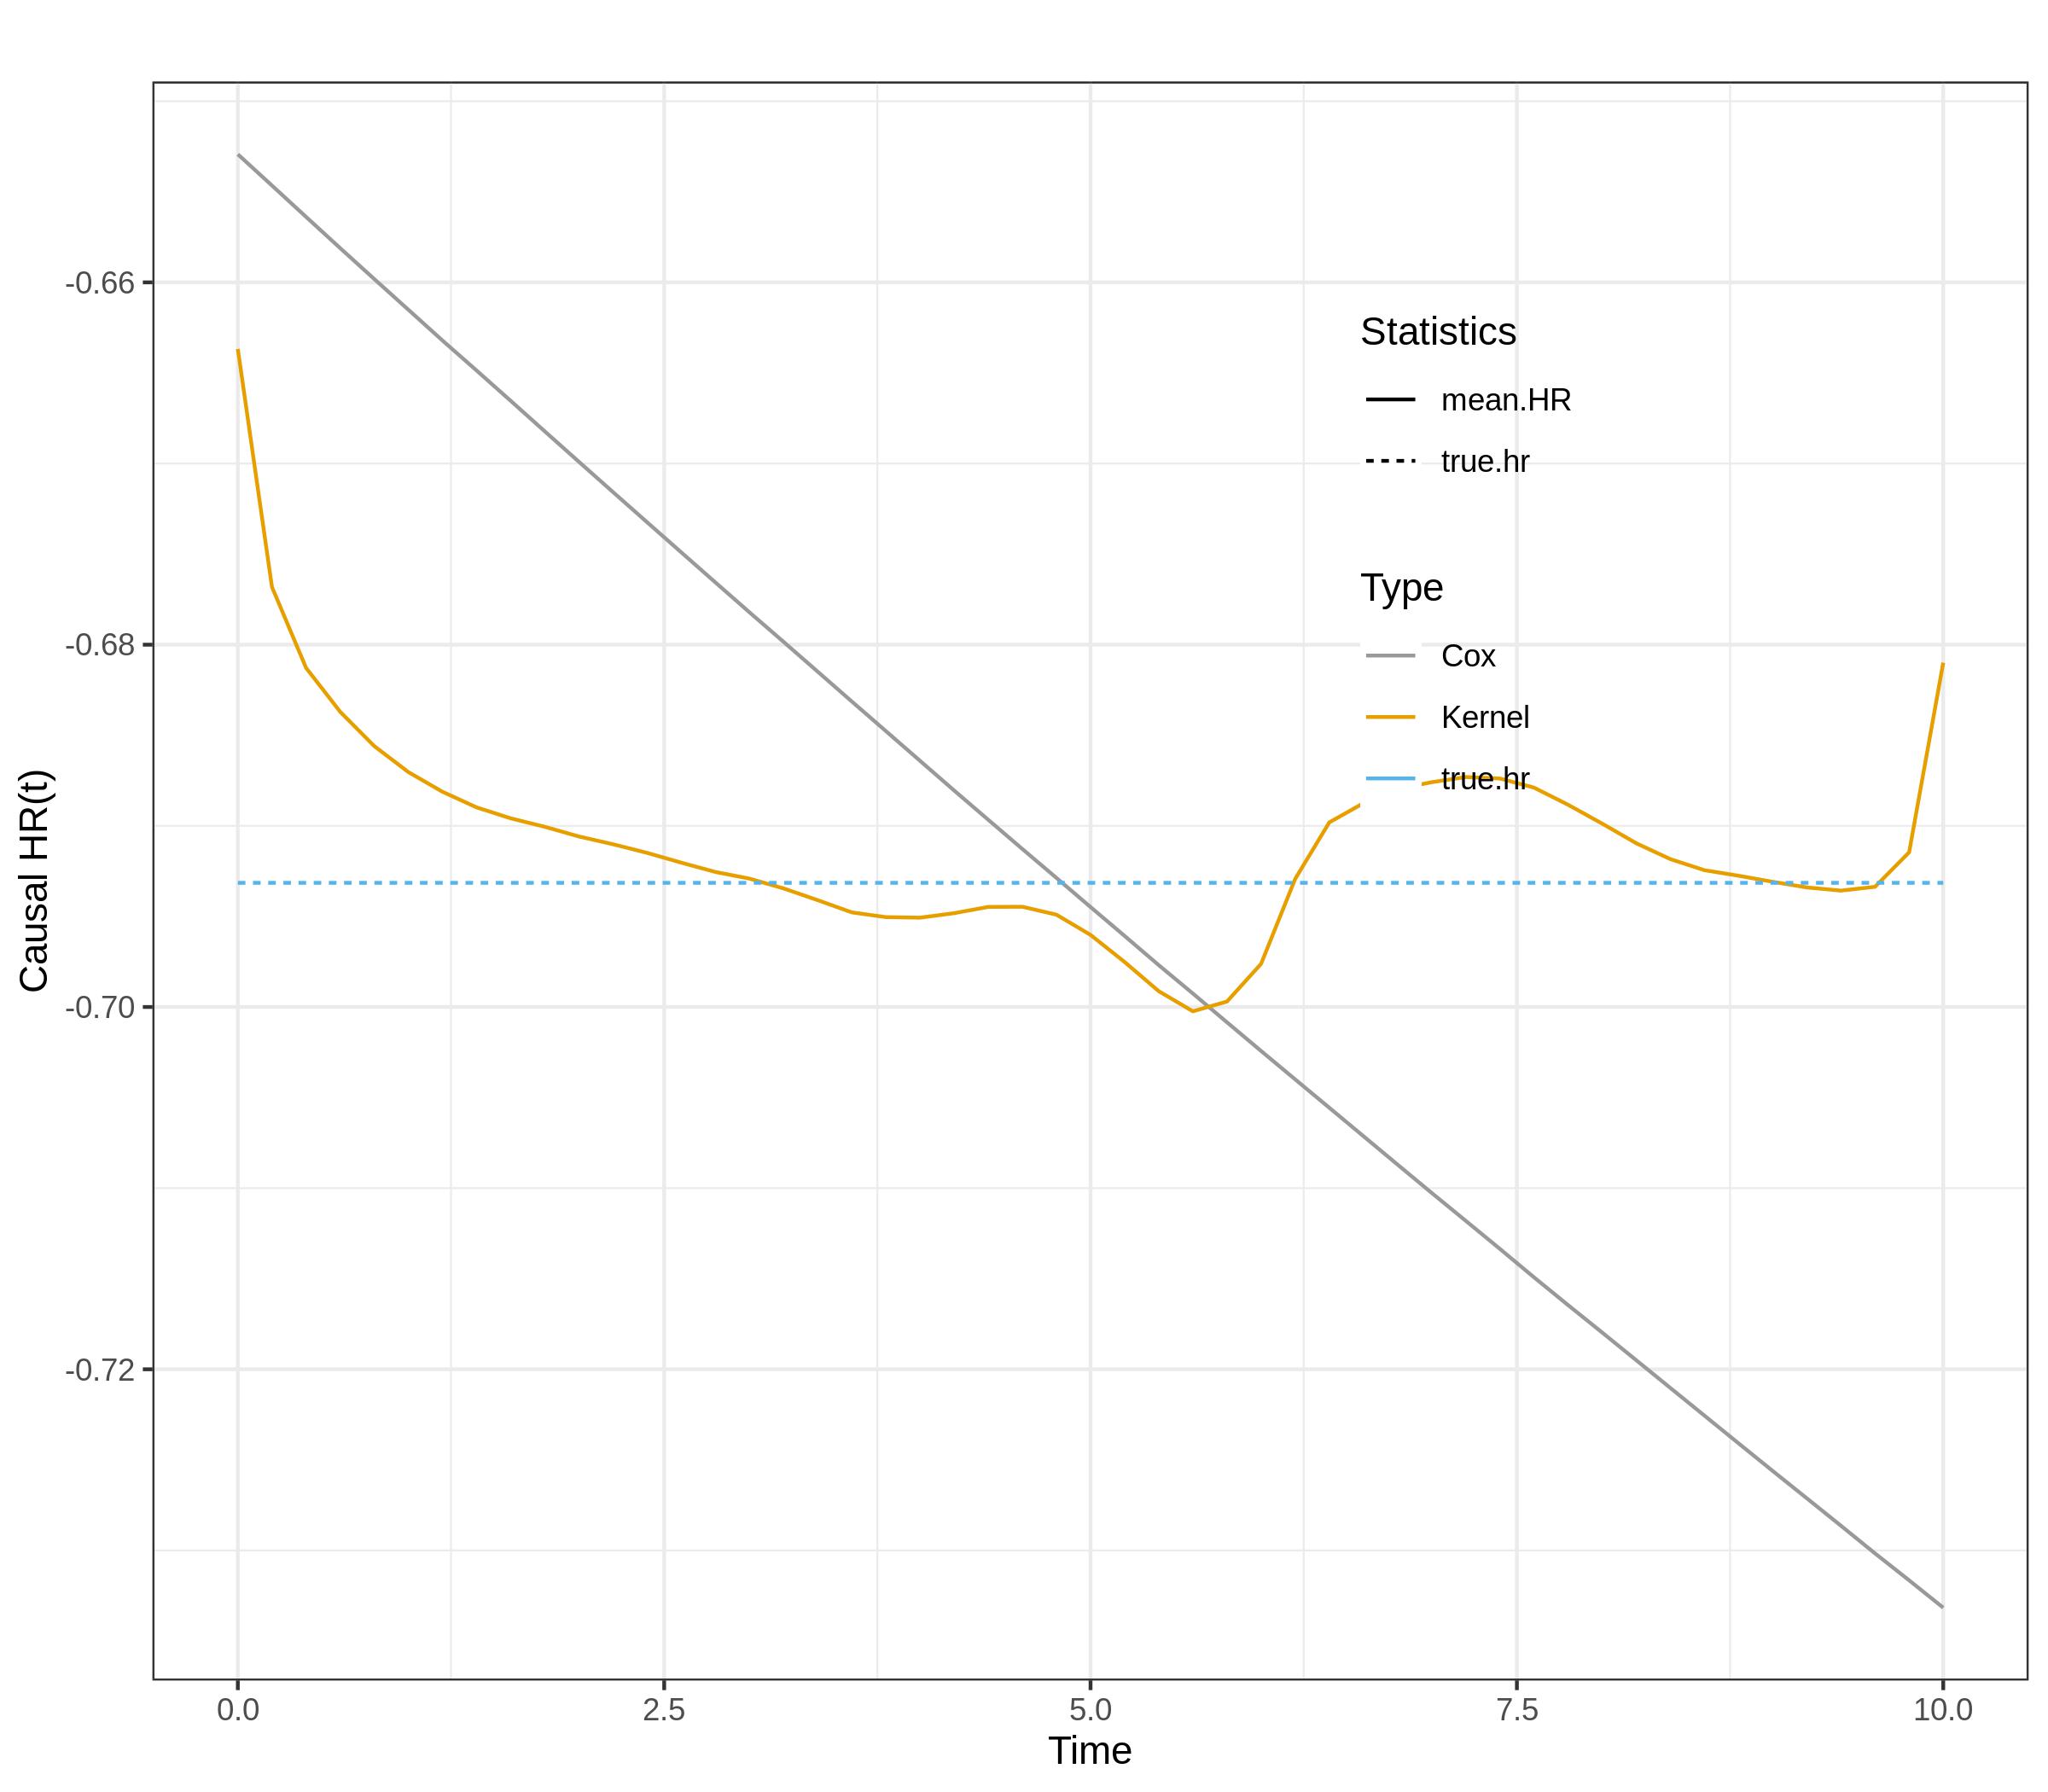 -0.66
-0.68
-0.70
-0.72
Causal HR(t)
Statistics
mean.HR
true.hr
Type
Cox
Kernel
true.hr
0.0
2.5
5.0
7.5
10.0
Time